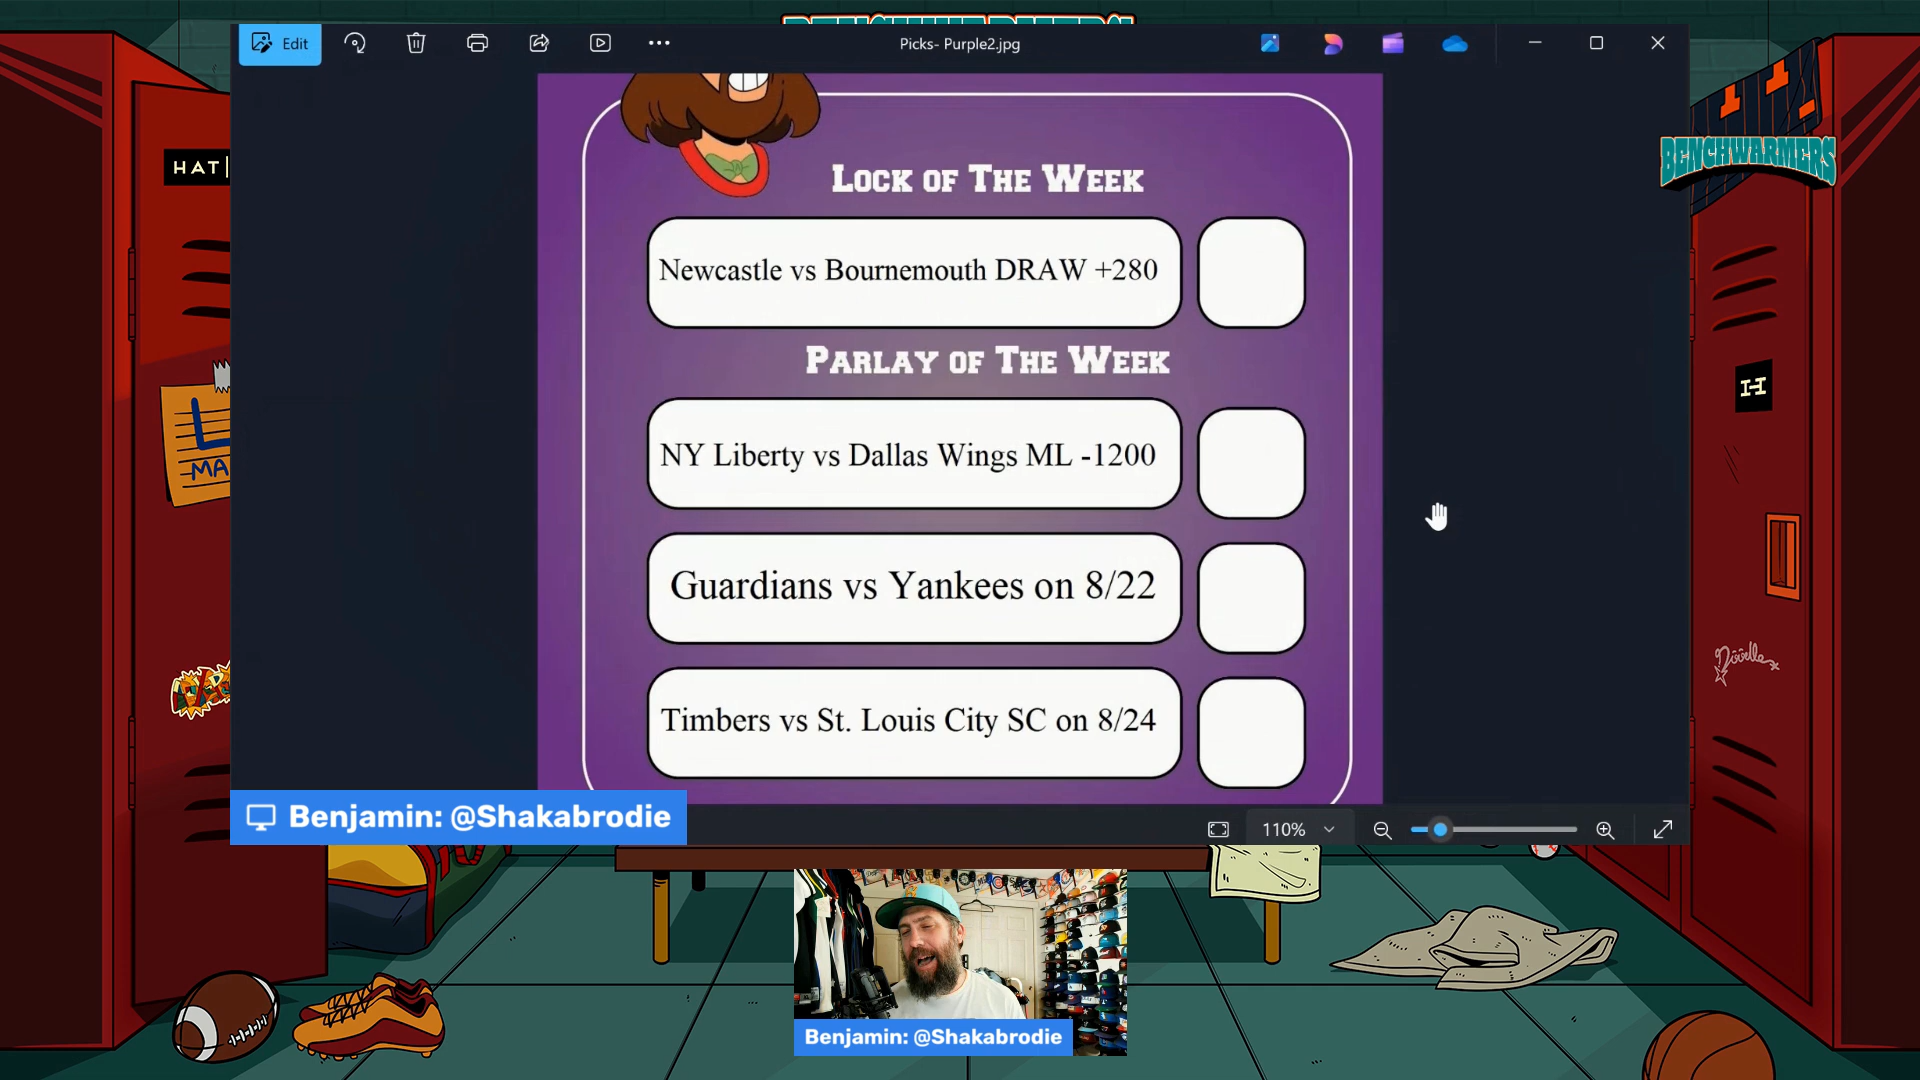 Edit
Picks- Purple2.jpg
HAT
BENCHWARMERS
LOCK OF THE WEEK
Newcastle vs Bournemouth DRAW +280
PARLAY OF THE WEEK
NY Liberty vs Dallas Wings ML -1200
Guardians vs Yankees on 8/22
Timbers vs St. Louis City SC on 8/24
L
MA
H
Benjamin: @Shakabrodie
110%
Benjamin: @Shakabrodie